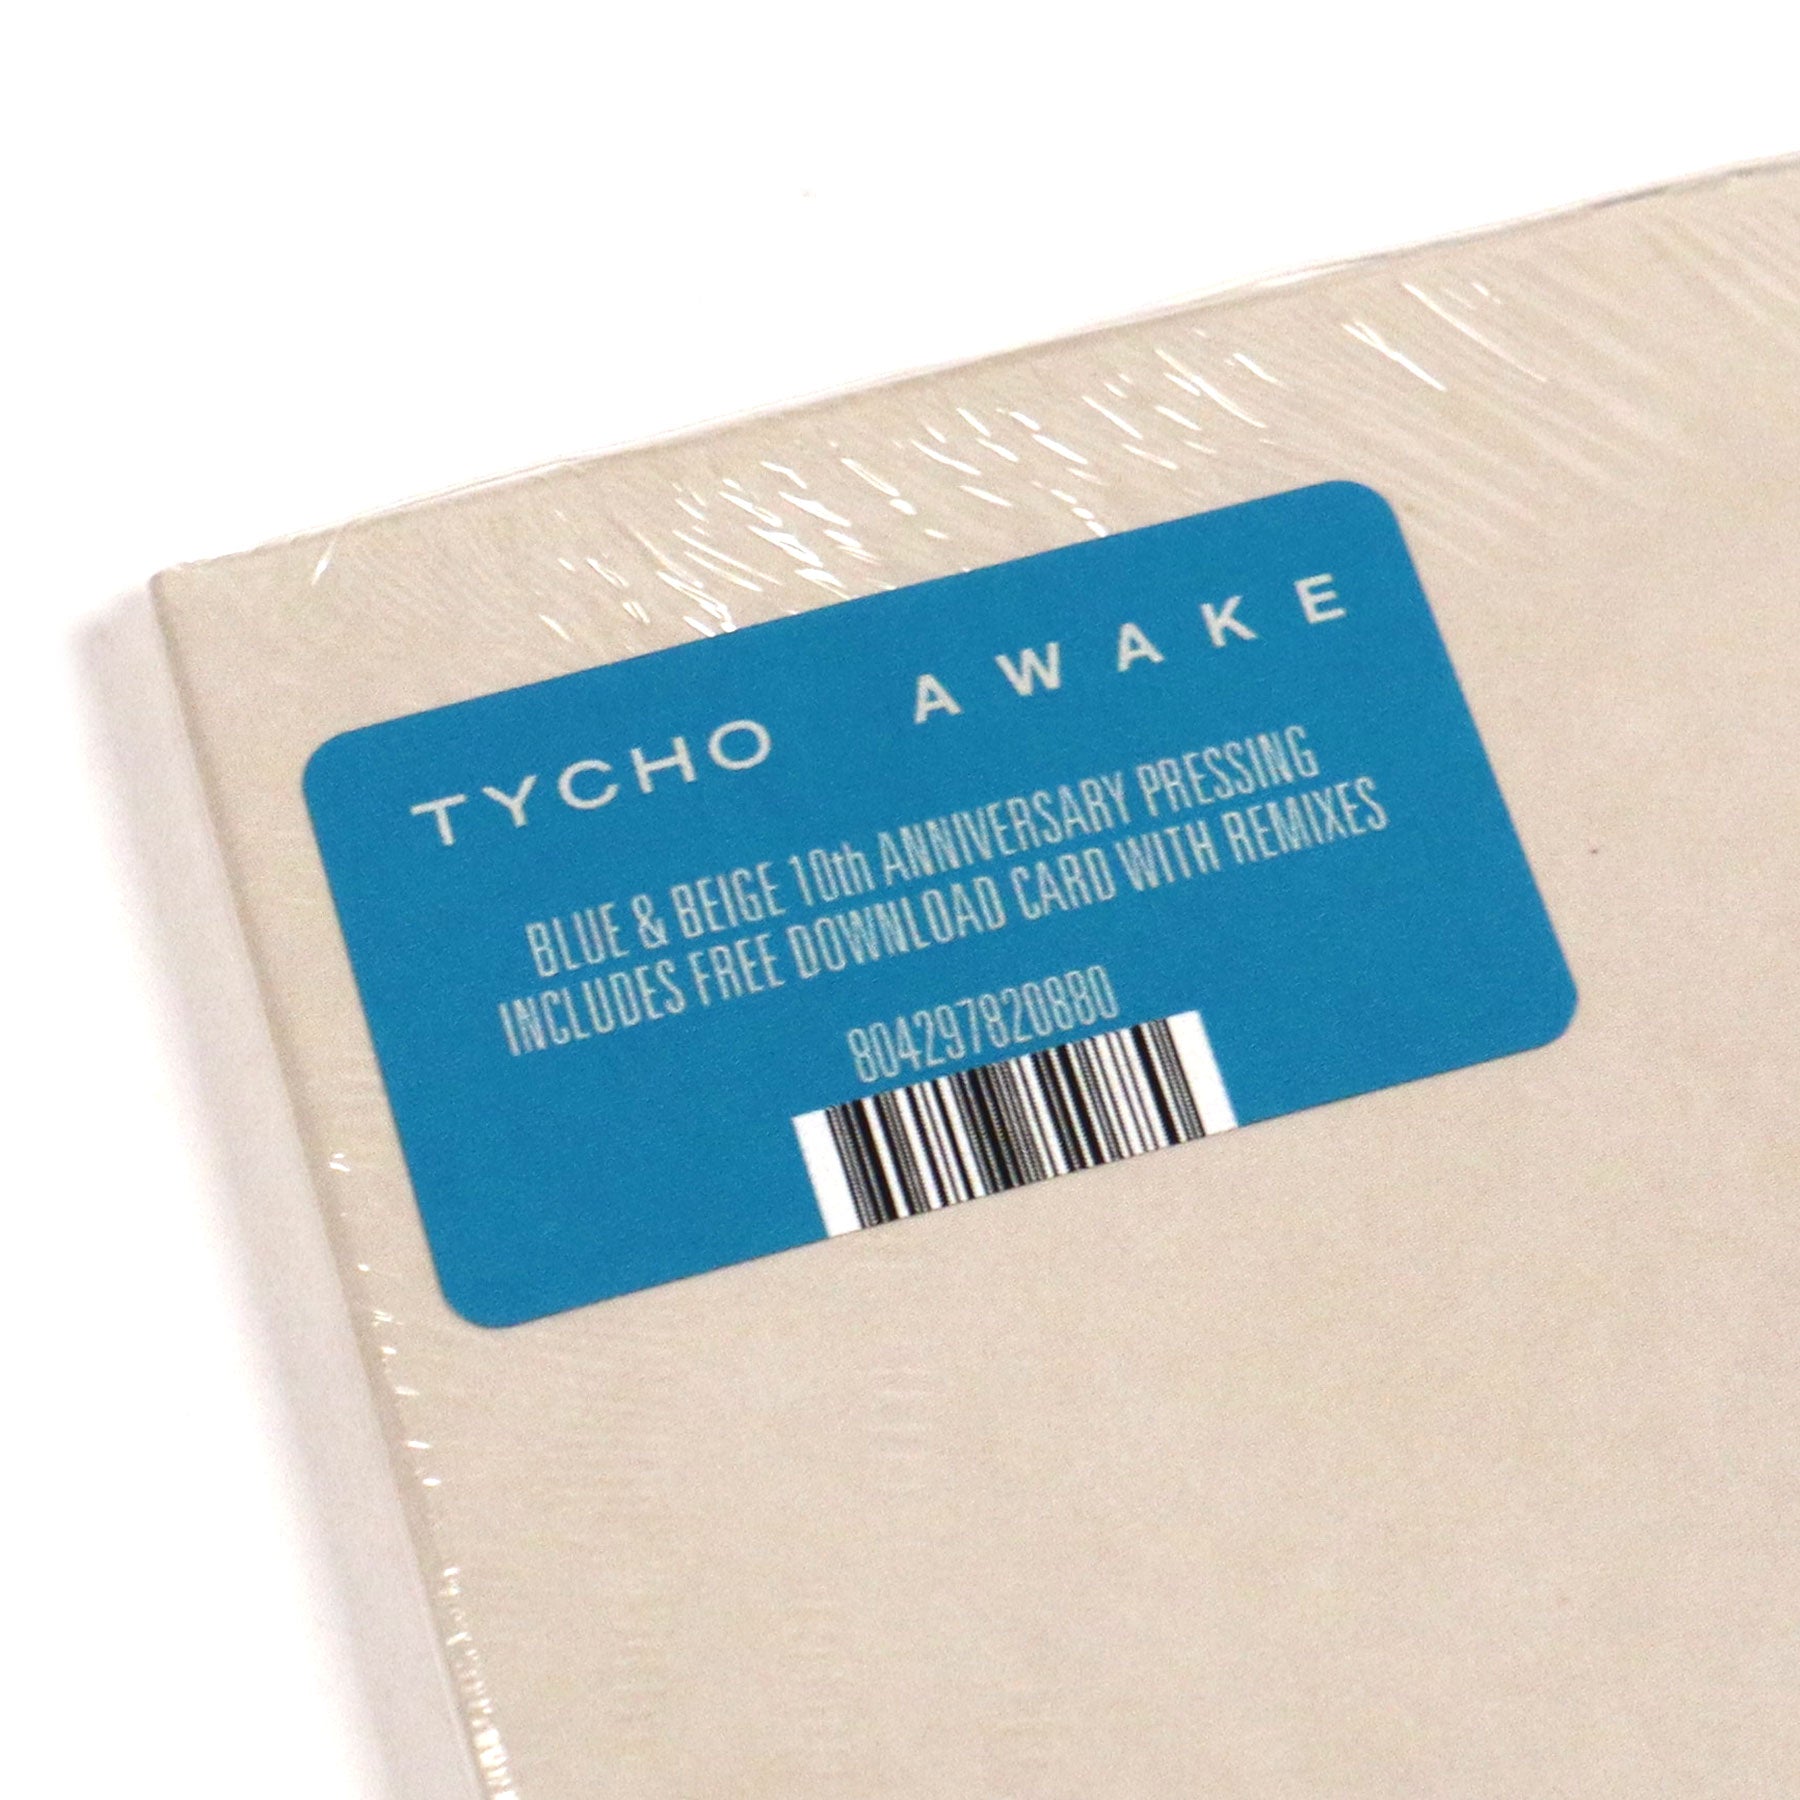 TYCHO AWAKE
BLUE & BEIGE 10th ANNIVERSARY PRESSING
INCLUDES FREE DOWNLOAD CARD WITH REMIXES
804297820880